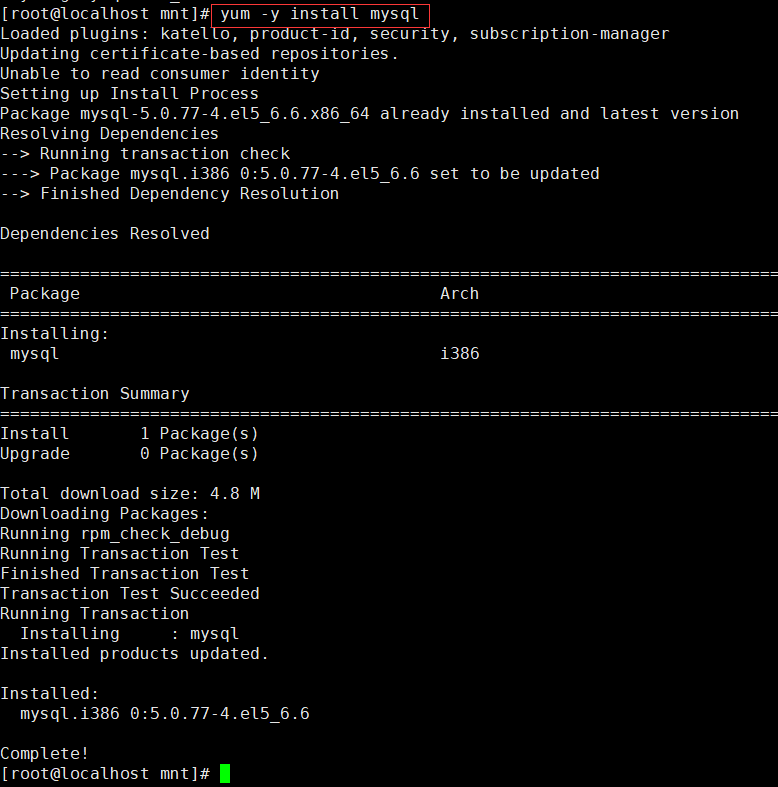 [root@localhost mnt]# yum -y install mysql
Loaded plugins: katello, product-id, security, subscription-manager
Updating certificate-based repositories.
Unable to read consumer identity
Setting up Install Process
Package mysql-5.0.77-4.el5_6.6.x86_64 already installed and latest version
Resolving Dependencies
--> Running transaction check
---> Package mysql.i386 0:5.0.77-4.el5_6.6 set to be updated
--> Finished Dependency Resolution
Dependencies Resolved
================================================================================
Package Arch
================================================================================
Installing:
mysql i386
Transaction Summary
================================================================================
Install 1 Package(s)
Upgrade 0 Package(s)
Total download size: 4.8 M
Downloading Packages:
Running rpm_check_debug
Running Transaction Test
Finished Transaction Test
Transaction Test Succeeded
Running Transaction
Installing : mysql
Installed products updated.
Installed:
mysql.i386 0:5.0.77-4.el5_6.6
Complete!
[root@localhost mnt]#